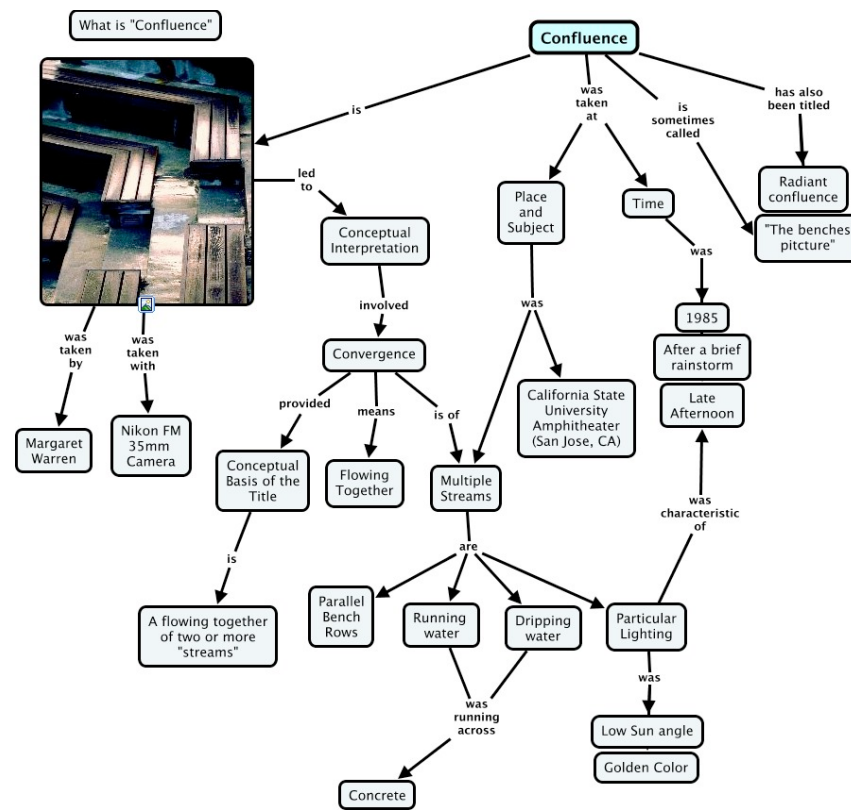 What is "Confluence"
Confluence
is
was
taken
at
is
sometimes
called
has also
been titled
led
to
Place
and
Subject
Time
Radiant
confluence
"The benches
pitcture"
Conceptual
Interpretation
was
involved
was
1985
After a brief
rainstorm
Late
Afternoon
was
taken
by
was
taken
with
Convergence
provided
means
is of
California State
University
Amphitheater
(San Jose, CA)
Margaret
Warren
Nikon FM
35mm
Camera
Conceptual
Basis of the
Title
Flowing
Together
Multiple
Streams
was
characteristic
of
is
are
A flowing together
of two or more
"streams"
Parallel
Bench
Rows
Running
water
Dripping
water
Particular
Lighting
was
was
running
across
Low Sun angle
Golden Color
Concrete